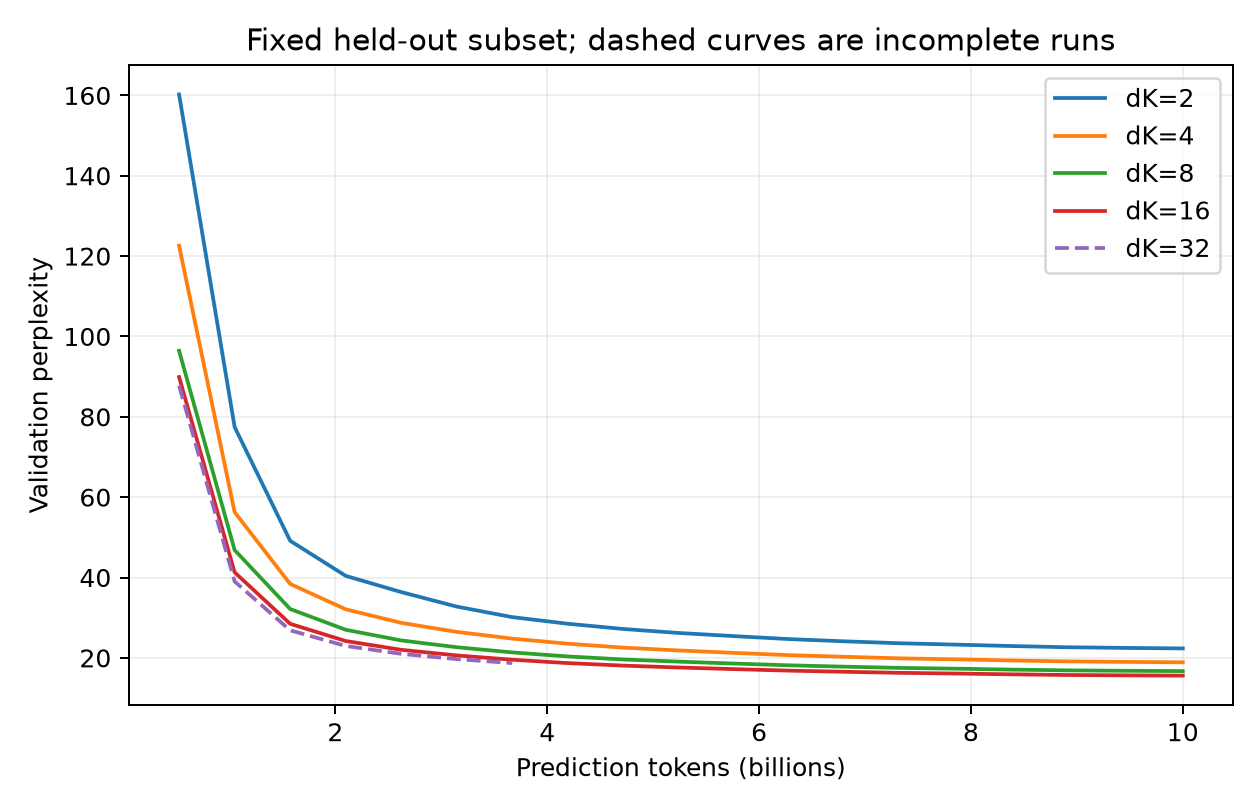 Fixed held-out subset; dashed curves are incomplete runs
160
140
120
100
80
60
40
20
Validation perplexity
dK=2
dK=4
dK=8
dK=16
dK=32
2 4 6 8 10
Prediction tokens (billions)